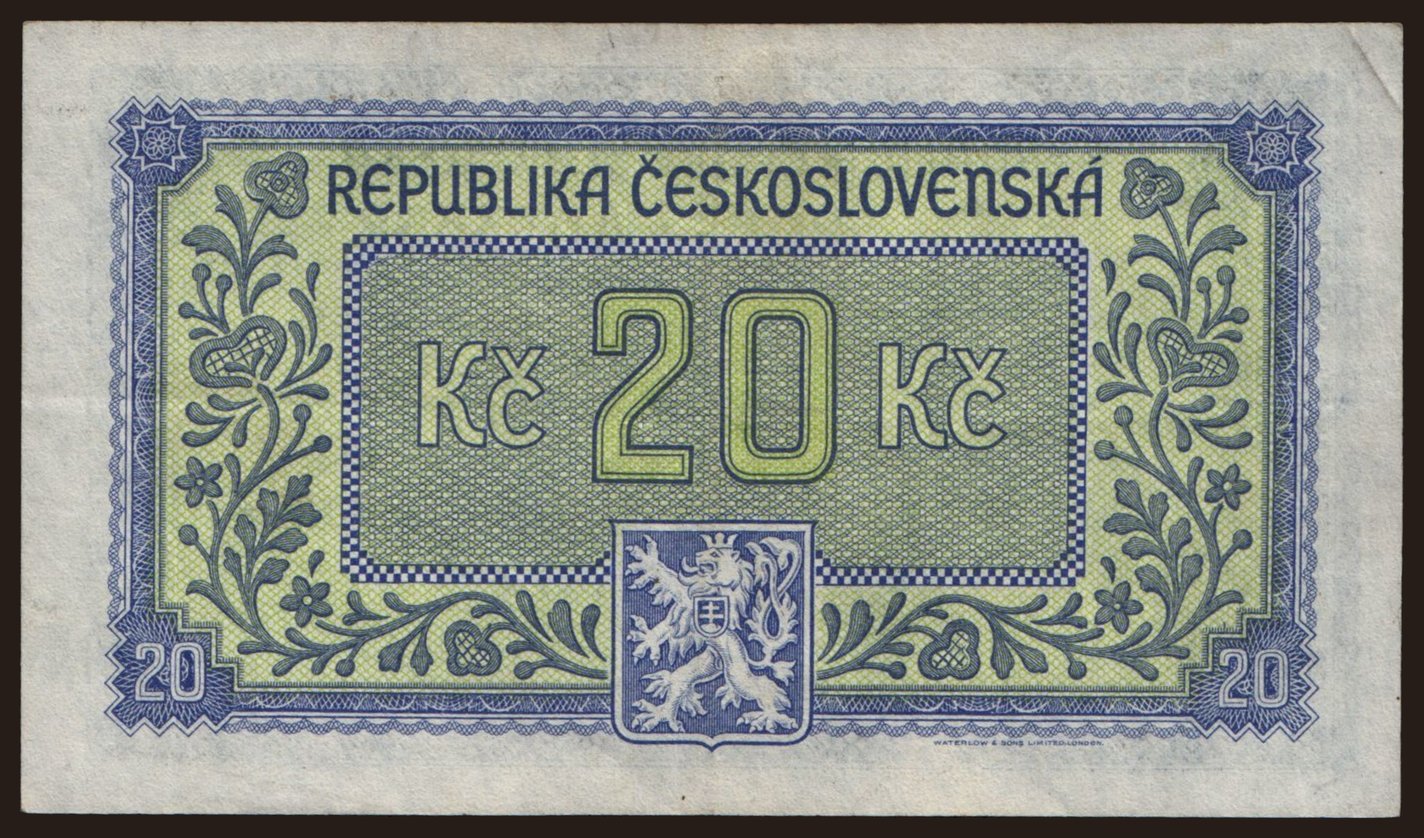 REPUBLIKA ČESKOSLOVENSKÁ
Kč 20 Kč
20 20
WATERLOW & SONS LIMITED, LONDON.